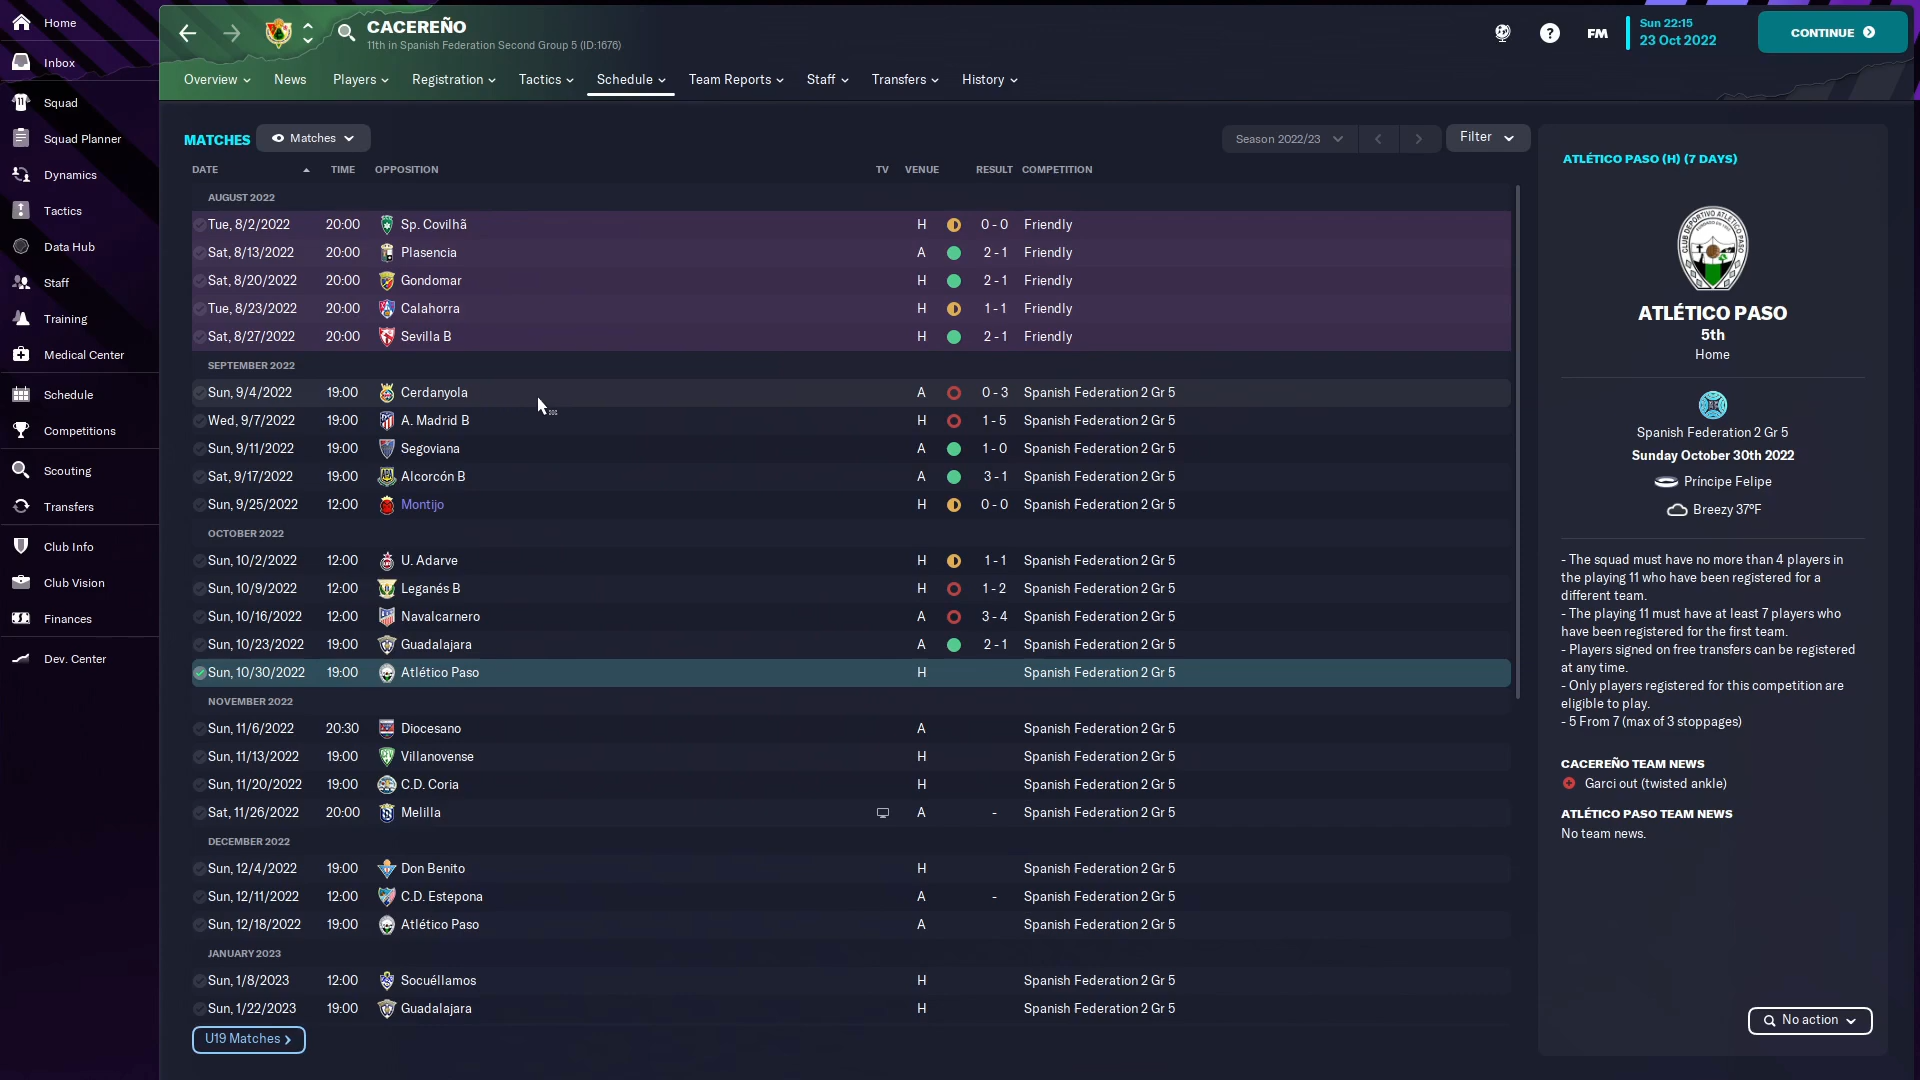 Home
Inbox
Squad
Squad Planner
Dynamics
Tactics
Data Hub
Staff
Training
Medical Center
Schedule
Competitions
Scouting
Transfers
Club Info
Club Vision
Finances
Dev. Center
CACEREÑO
11th in Spanish Federation Second Group 5 (ID:1676)
FM
Sun 22:15
23 Oct 2022
CONTINUE
Overview News Players Registration Tactics Schedule Team Reports Staff Transfers History
MATCHES Matches Season 2022/23 Filter
DATE TIME OPPOSITION TV VENUE RESULT COMPETITION
AUGUST 2022
Tue, 8/2/2022 20:00 Sp. Covilhã H 0 - 0 Friendly
Sat, 8/13/2022 20:00 Plasencia A 2 - 1 Friendly
Sat, 8/20/2022 20:00 Gondomar H 2 - 1 Friendly
Tue, 8/23/2022 20:00 Calahorra H 1 - 1 Friendly
Sat, 8/27/2022 20:00 Sevilla B H 2 - 1 Friendly
SEPTEMBER 2022
Sun, 9/4/2022 19:00 Cerdanyola A 0 - 3 Spanish Federation 2 Gr 5
Wed, 9/7/2022 19:00 A. Madrid B H 1 - 5 Spanish Federation 2 Gr 5
Sun, 9/11/2022 19:00 Segoviana A 1 - 0 Spanish Federation 2 Gr 5
Sat, 9/17/2022 19:00 Alcorcón B A 3 - 1 Spanish Federation 2 Gr 5
Sun, 9/25/2022 12:00 Montijo H 0 - 0 Spanish Federation 2 Gr 5
OCTOBER 2022
Sun, 10/2/2022 12:00 U. Adarve H 1 - 1 Spanish Federation 2 Gr 5
Sun, 10/9/2022 12:00 Leganés B H 1 - 2 Spanish Federation 2 Gr 5
Sun, 10/16/2022 12:00 Navalcarnero A 3 - 4 Spanish Federation 2 Gr 5
Sun, 10/23/2022 19:00 Guadalajara A 2 - 1 Spanish Federation 2 Gr 5
Sun, 10/30/2022 19:00 Atlético Paso H Spanish Federation 2 Gr 5
NOVEMBER 2022
Sun, 11/6/2022 20:30 Diocesano A Spanish Federation 2 Gr 5
Sun, 11/13/2022 19:00 Villanovense H Spanish Federation 2 Gr 5
Sun, 11/20/2022 19:00 C.D. Coria H Spanish Federation 2 Gr 5
Sat, 11/26/2022 20:00 Melilla A - Spanish Federation 2 Gr 5
DECEMBER 2022
Sun, 12/4/2022 19:00 Don Benito H Spanish Federation 2 Gr 5
Sun, 12/11/2022 12:00 C.D. Estepona A - Spanish Federation 2 Gr 5
Sun, 12/18/2022 19:00 Atlético Paso A Spanish Federation 2 Gr 5
JANUARY 2023
Sun, 1/8/2023 12:00 Socuéllamos H Spanish Federation 2 Gr 5
Sun, 1/22/2023 19:00 Guadalajara H Spanish Federation 2 Gr 5
U19 Matches
ATLÉTICO PASO (H) (7 DAYS)
ATLÉTICO PASO
5th
Home
Spanish Federation 2 Gr 5
Sunday October 30th 2022
Príncipe Felipe
Breezy 37ºF
- The squad must have no more than 4 players in
the playing 11 who have been registered for a
different team.
- The playing 11 must have at least 7 players who
have been registered for the first team.
- Players signed on free transfers can be registered
at any time.
- Only players registered for this competition are
eligible to play.
- 5 From 7 (max of 3 stoppages)
CACEREÑO TEAM NEWS
Garci out (twisted ankle)
ATLÉTICO PASO TEAM NEWS
No team news.
No action